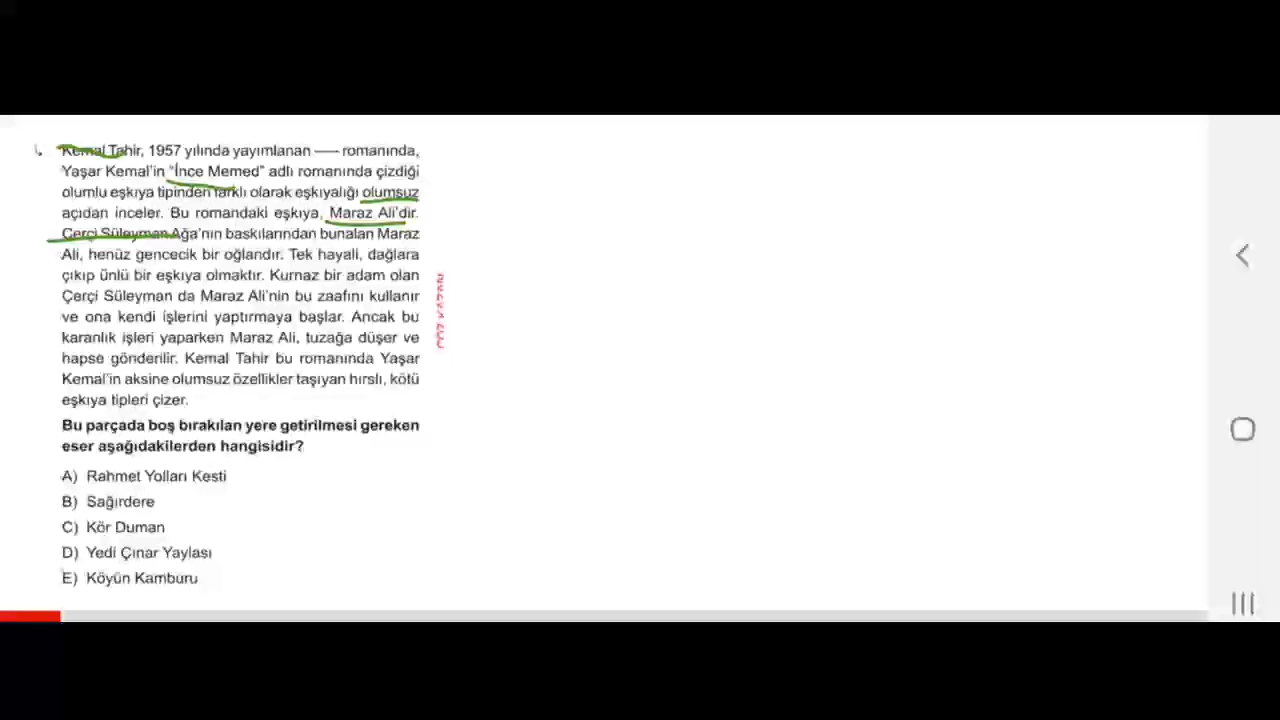 Kemal Tahir, 1957 yılında yayımlanan —— romanında,
Yaşar Kemal'in "İnce Memed" adlı romanında çizdiği
olumlu eşkıya tipinden farklı olarak eşkıyalığı olumsuz
açıdan inceler. Bu romandaki eşkıya, Maraz Ali'dir.
Çerçi Süleyman Ağa'nın baskılarından bunalan Maraz
Ali, henüz gencecik bir oğlandır. Tek hayali, dağlara
çıkıp ünlü bir eşkıya olmaktır. Kurnaz bir adam olan
Çerçi Süleyman da Maraz Ali'nin bu zaafını kullanır
ve ona kendi işlerini yaptırmaya başlar. Ancak bu
karanlık işleri yaparken Maraz Ali, tuzağa düşer ve
hapse gönderilir. Kemal Tahir bu romanında Yaşar
Kemal'in aksine olumsuz özellikler taşıyan hırslı, kötü
eşkıya tipleri çizer.
Bu parçada boş bırakılan yere getirilmesi gereken
eser aşağıdakilerden hangisidir?
A) Rahmet Yolları Kesti
B) Sağırdere
C) Kör Duman
D) Yedi Çınar Yaylası
E) Köyün Kamburu